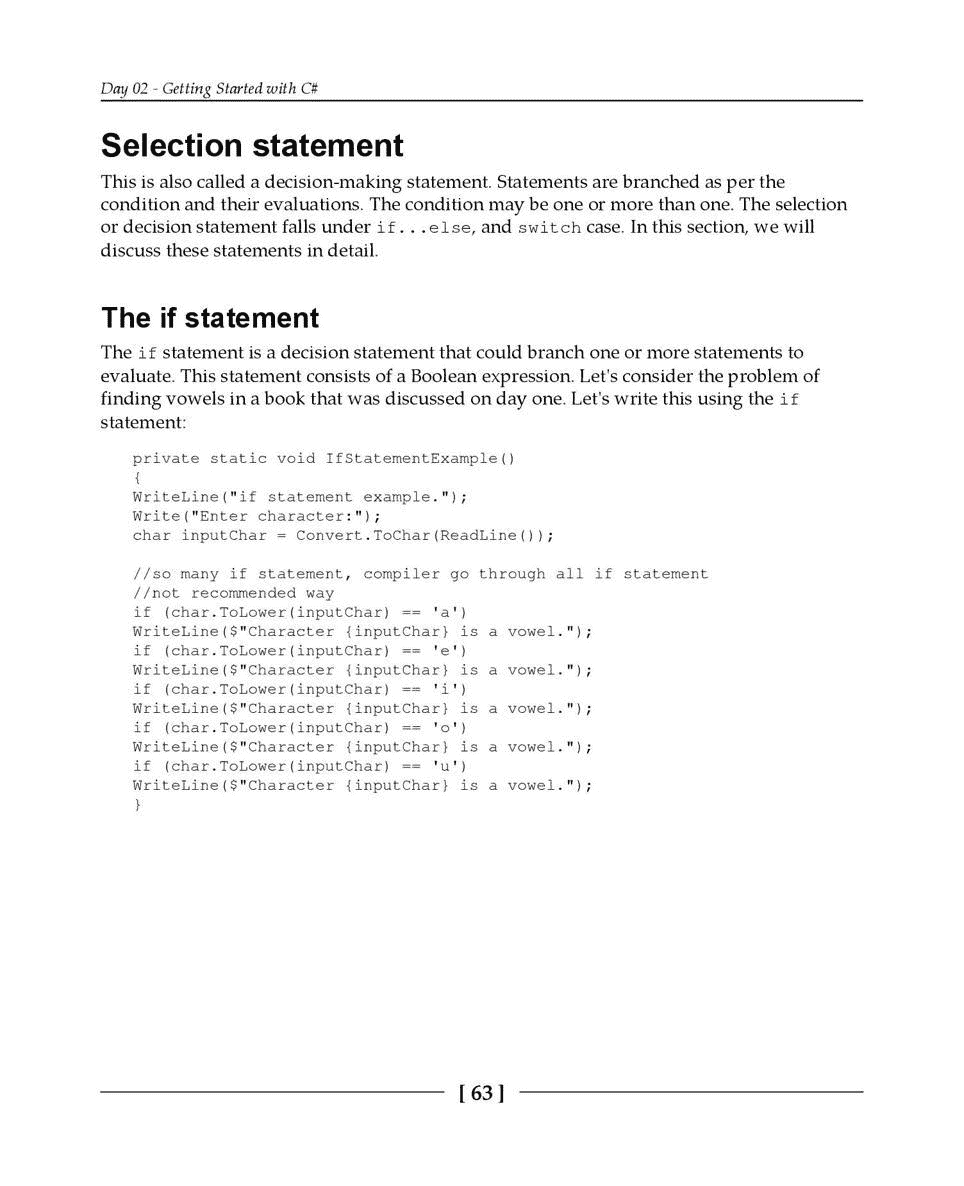 Day 02 - Getting Started with C#
Selection statement
This is also called a decision-making statement. Statements are branched as per the
condition and their evaluations. The condition may be one or more than one. The selection
or decision statement falls under if...else, and switch case. In this section, we will
discuss these statements in detail.
The if statement
The if statement is a decision statement that could branch one or more statements to
evaluate. This statement consists of a Boolean expression. Let's consider the problem of
finding vowels in a book that was discussed on day one. Let's write this using the if
statement:
private static void IfStatementExample()
{
WriteLine("if statement example.");
Write("Enter character:");
char inputChar = Convert.ToChar(ReadLine());
//so many if statement, compiler go through all if statement
//not recommended way
if (char.ToLower(inputChar) == 'a')
WriteLine($"Character {inputChar} is a vowel.");
if (char.ToLower(inputChar) == 'e')
WriteLine($"Character {inputChar} is a vowel.");
if (char.ToLower(inputChar) == 'i')
WriteLine($"Character {inputChar} is a vowel.");
if (char.ToLower(inputChar) == 'o')
WriteLine($"Character {inputChar} is a vowel.");
if (char.ToLower(inputChar) == 'u')
WriteLine($"Character {inputChar} is a vowel.");
}
[ 63 ]